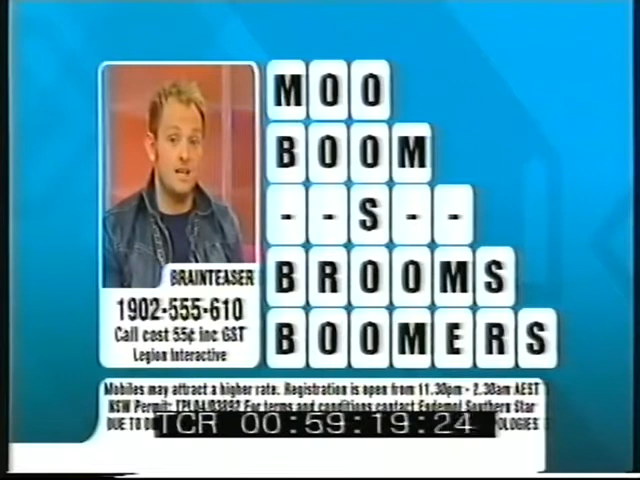 MOO
BOOM
--S--
BROOMS
BOOMERS
BRAINTEASER
1902-555-610
Call cost 55¢ inc GST
Legion Interactive
Mobiles may attract a higher rate. Registration is open from 11.30pm - 2.30am AEST
NSW Permit: For terms and conditions contact Endemol Southern Star
DUE TO
TCR 00:59:19:24